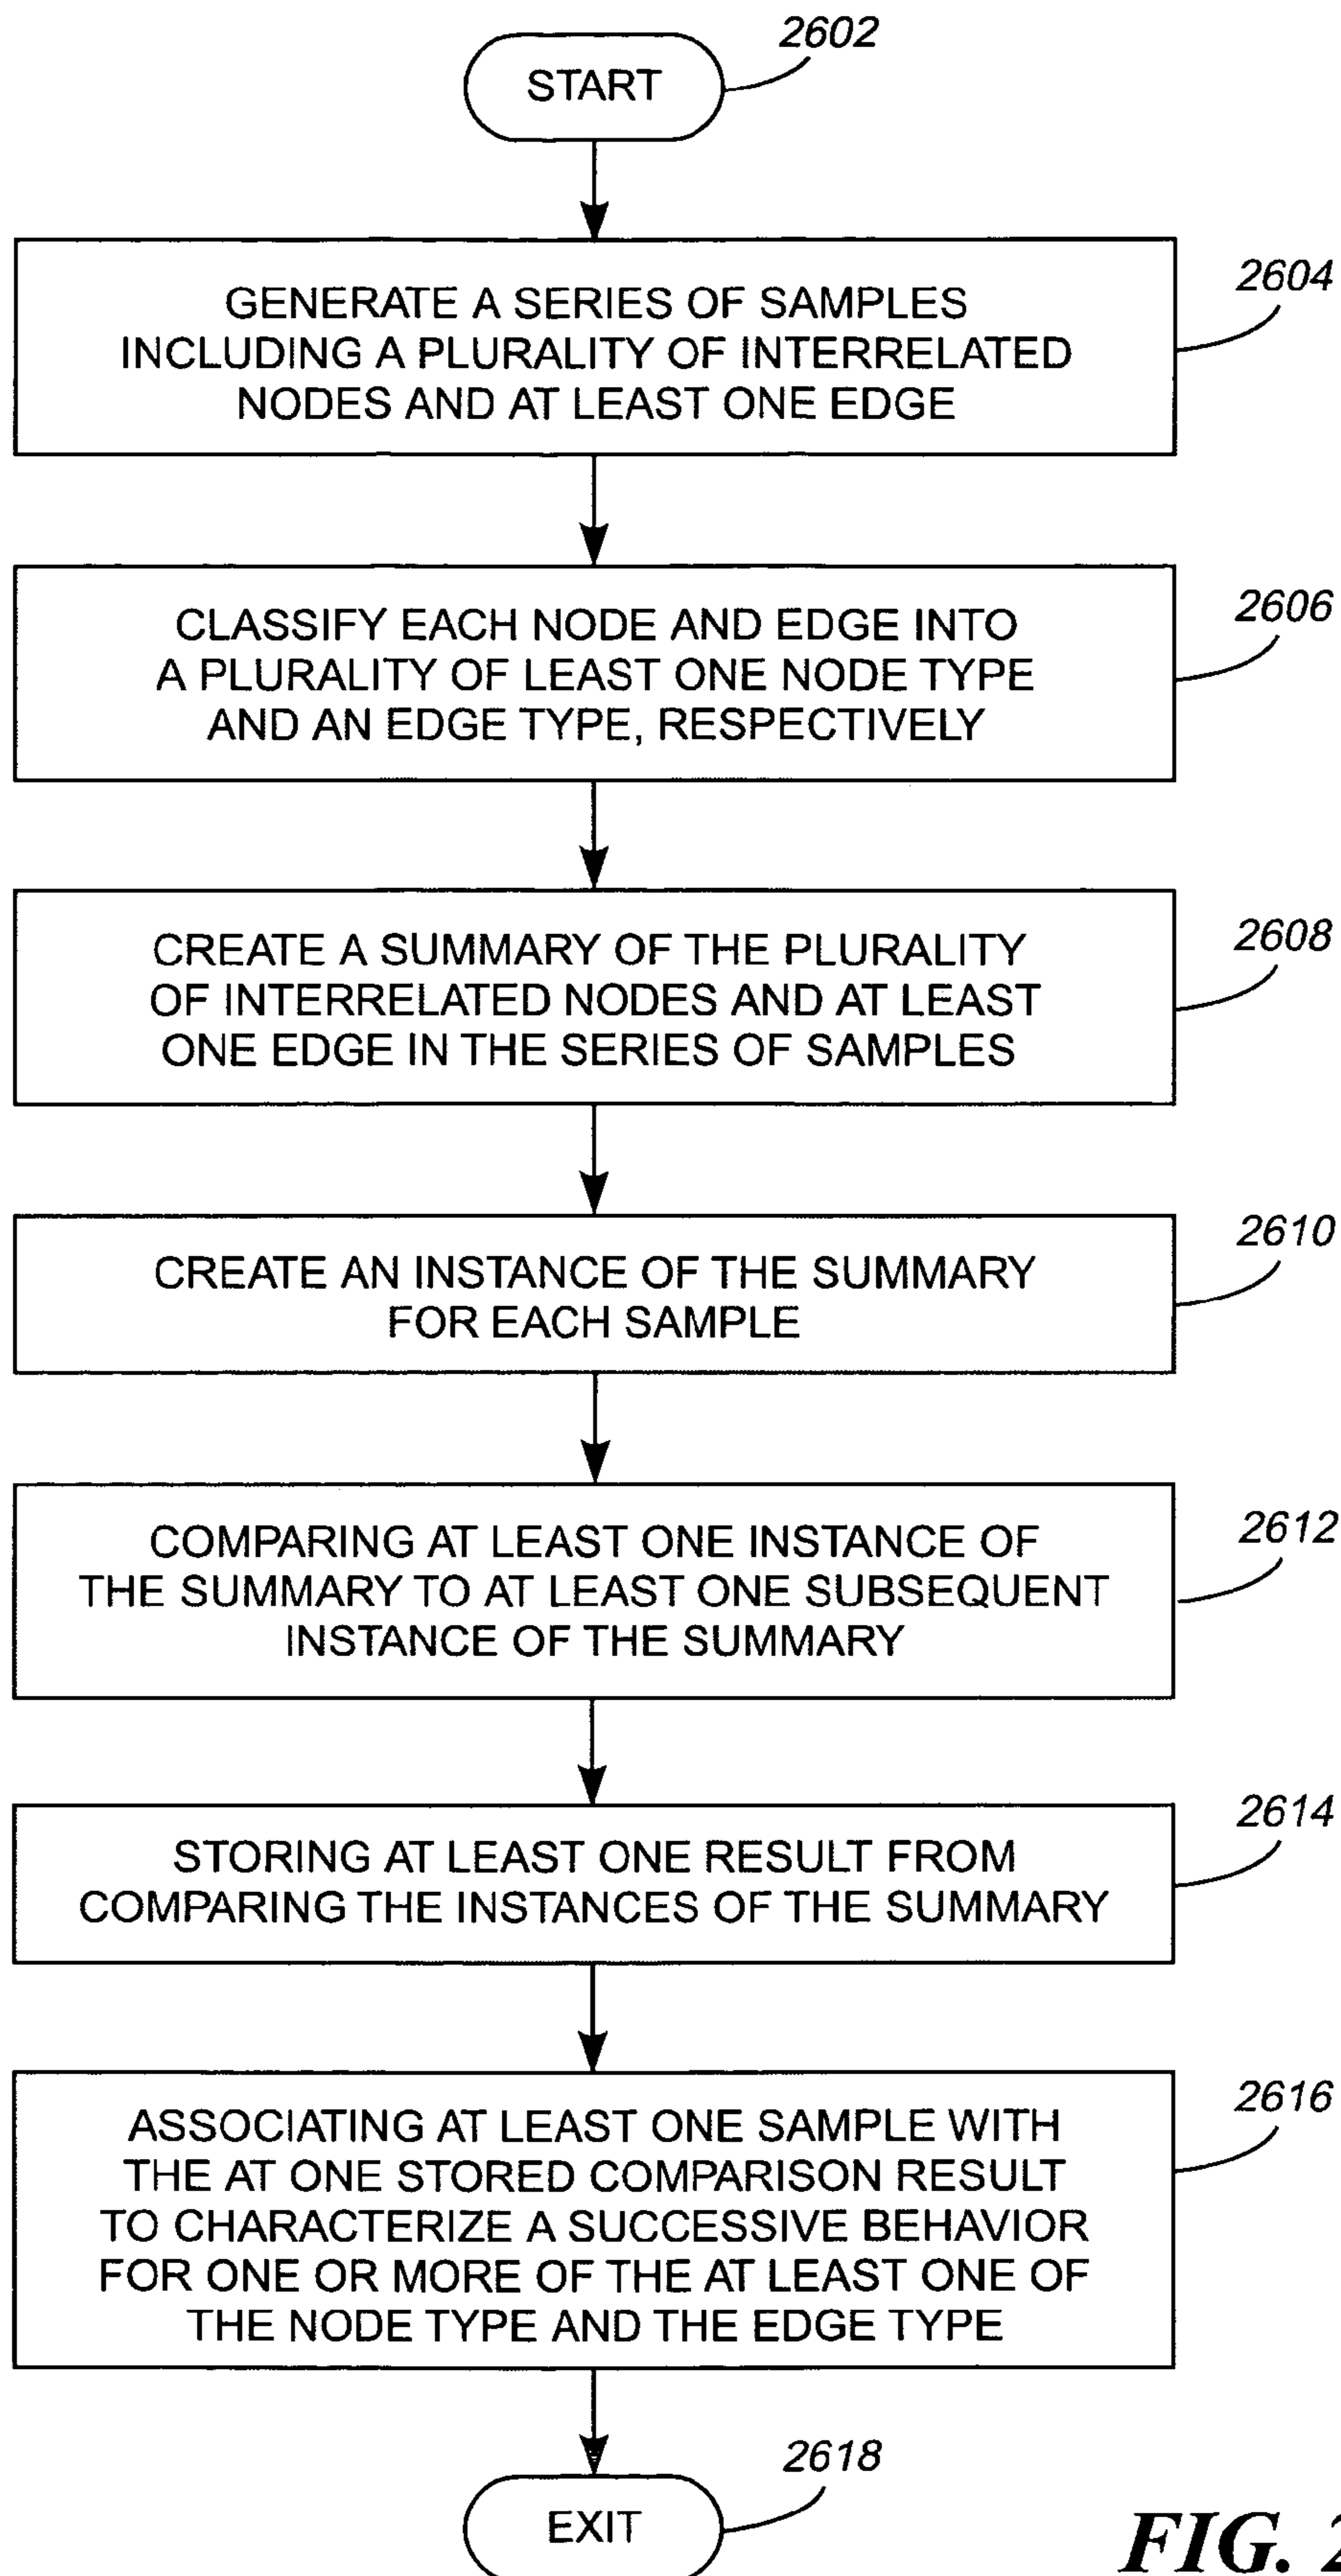 START
2602
GENERATE A SERIES OF SAMPLES
INCLUDING A PLURALITY OF INTERRELATED
NODES AND AT LEAST ONE EDGE
2604
CLASSIFY EACH NODE AND EDGE INTO
A PLURALITY OF LEAST ONE NODE TYPE
AND AN EDGE TYPE, RESPECTIVELY
2606
CREATE A SUMMARY OF THE PLURALITY
OF INTERRELATED NODES AND AT LEAST
ONE EDGE IN THE SERIES OF SAMPLES
2608
CREATE AN INSTANCE OF THE SUMMARY
FOR EACH SAMPLE
2610
COMPARING AT LEAST ONE INSTANCE OF
THE SUMMARY TO AT LEAST ONE SUBSEQUENT
INSTANCE OF THE SUMMARY
2612
STORING AT LEAST ONE RESULT FROM
COMPARING THE INSTANCES OF THE SUMMARY
2614
ASSOCIATING AT LEAST ONE SAMPLE WITH
THE AT ONE STORED COMPARISON RESULT
TO CHARACTERIZE A SUCCESSIVE BEHAVIOR
FOR ONE OR MORE OF THE AT LEAST ONE OF
THE NODE TYPE AND THE EDGE TYPE
2616
EXIT
2618
FIG.